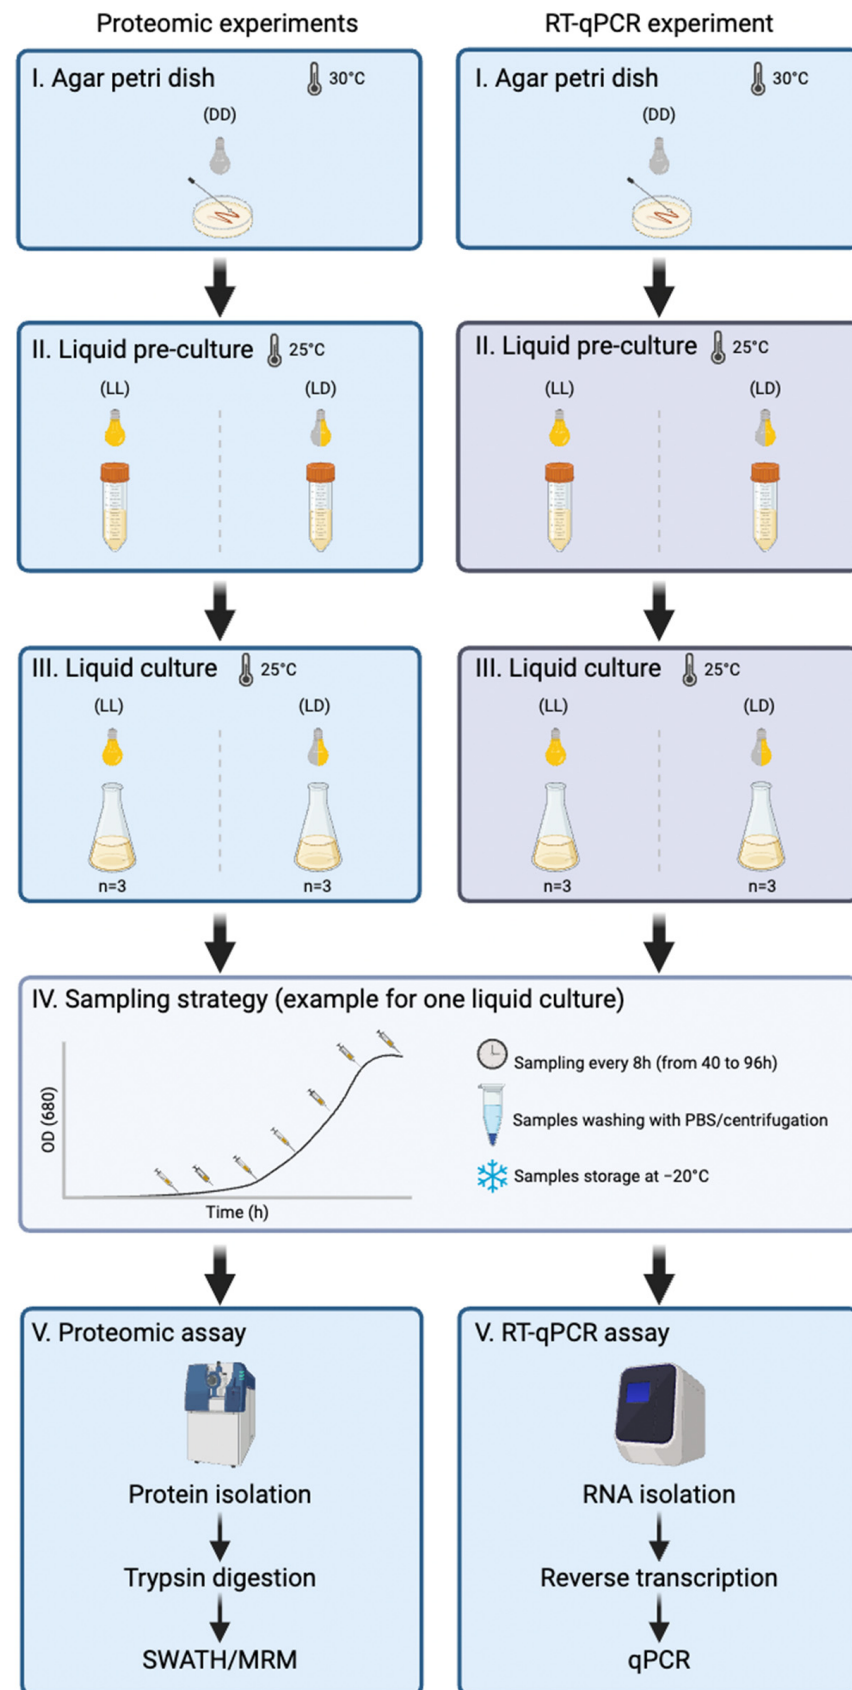 Proteomic experiments
RT-qPCR experiment
I. Agar petri dish
30°C
(DD)
I. Agar petri dish
30°C
(DD)
II. Liquid pre-culture
25°C
(LL)
(LD)
II. Liquid pre-culture
25°C
(LL)
(LD)
III. Liquid culture
25°C
(LL)
(LD)
n=3
n=3
III. Liquid culture
25°C
(LL)
(LD)
n=3
n=3
IV. Sampling strategy (example for one liquid culture)
OD (680)
Time (h)
Sampling every 8h (from 40 to 96h)
Samples washing with PBS/centrifugation
Samples storage at −20°C
V. Proteomic assay
Protein isolation
Trypsin digestion
SWATH/MRM
V. RT-qPCR assay
RNA isolation
Reverse transcription
qPCR